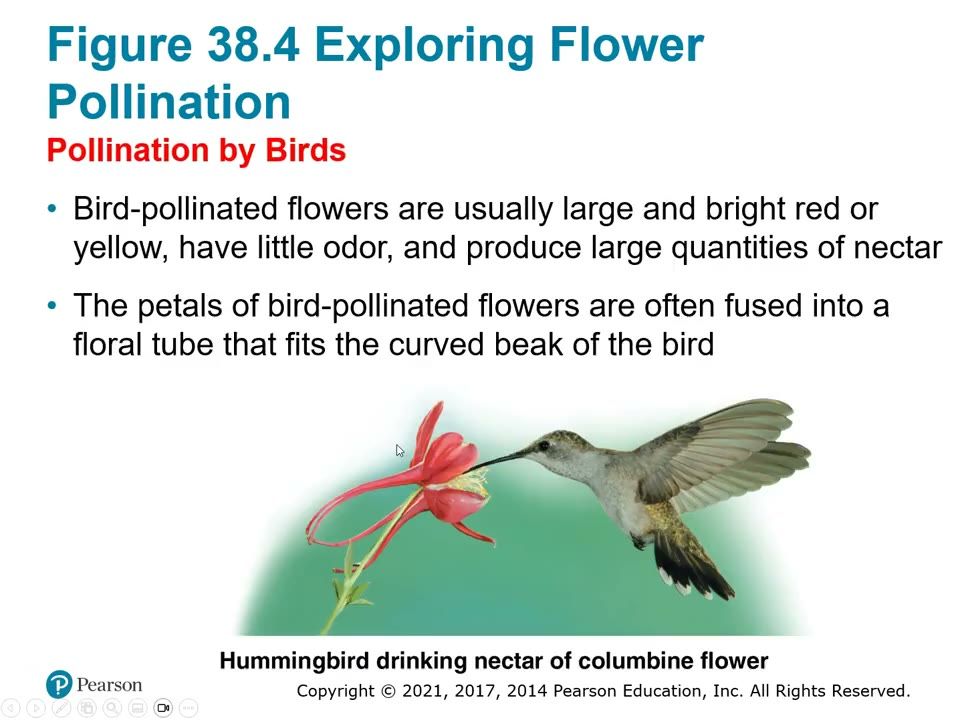 Figure 38.4 Exploring Flower
Pollination
Pollination by Birds
• Bird-pollinated flowers are usually large and bright red or
yellow, have little odor, and produce large quantities of nectar
• The petals of bird-pollinated flowers are often fused into a
floral tube that fits the curved beak of the bird
Hummingbird drinking nectar of columbine flower
P Pearson
Copyright © 2021, 2017, 2014 Pearson Education, Inc. All Rights Reserved.